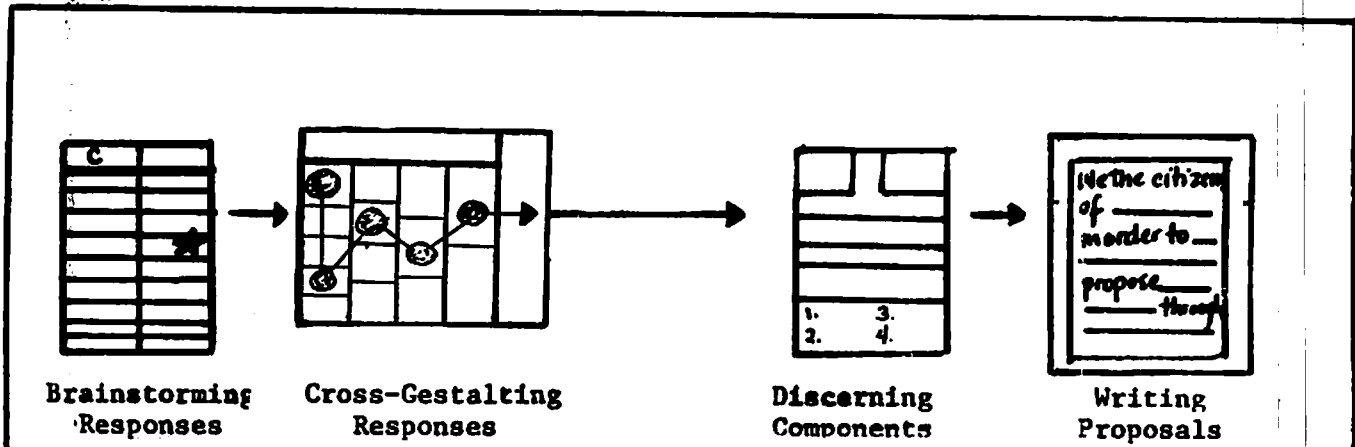 C
1. 3.
2. 4.
We the citizen
of
in order to
propose
through
Brainstorming
Responses
Cross-Gestalting
Responses
Discerning
Components
Writing
Proposals